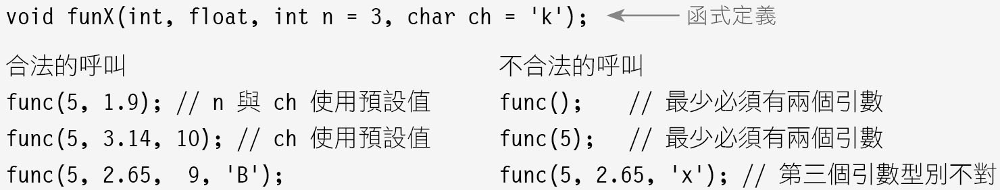 void funX(int, float, int n = 3, char ch = 'k'); 函式定義
合法的呼叫
func(5, 1.9); // n 與 ch 使用預設值
func(5, 3.14, 10); // ch 使用預設值
func(5, 2.65,  9, 'B');
不合法的呼叫
func();    // 最少必須有兩個引數
func(5);   // 最少必須有兩個引數
func(5, 2.65, 'x'); // 第三個引數型別不對